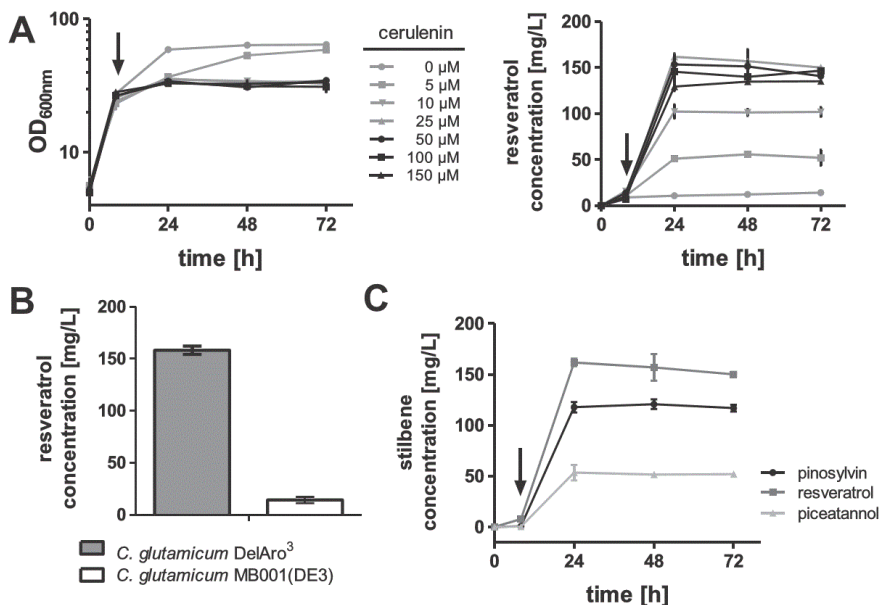 A
OD600nm
100
10
0
24
48
72
time [h]
cerulenin
0 µM
5 µM
10 µM
25 µM
50 µM
100 µM
150 µM
resveratrol
concentration [mg/L]
200
150
100
50
0
0
24
48
72
time [h]
B
resveratrol
concentration [mg/L]
200
150
100
50
0
C. glutamicum DelAro³
C. glutamicum MB001(DE3)
C
stilbene
concentration [mg/L]
200
150
100
50
0
0
24
48
72
time [h]
pinosylvin
resveratrol
piceatannol